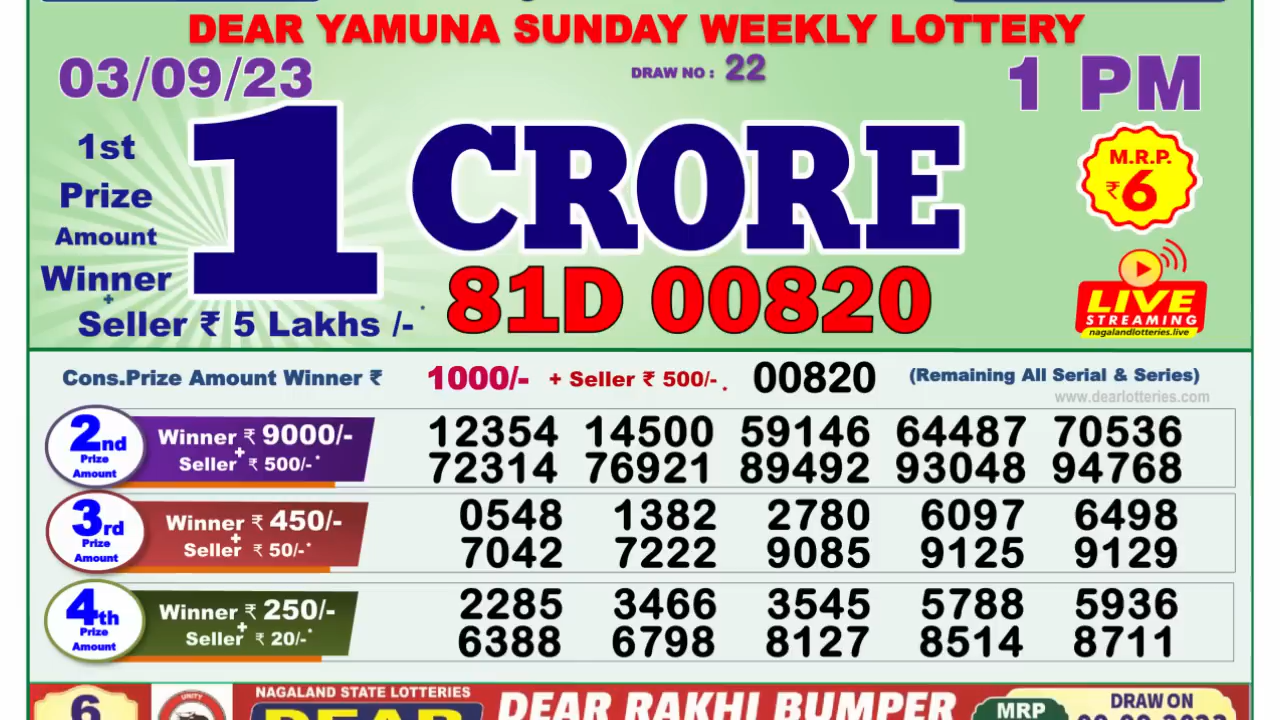 DEAR YAMUNA SUNDAY WEEKLY LOTTERY
03/09/23
DRAW NO : 22
1 PM
1st
Prize
Amount
Winner
+
Seller ₹ 5 Lakhs /-*
1 CRORE
81D 00820
M.R.P.
₹6
LIVE
STREAMING
nagalandlotteries.live
Cons.Prize Amount Winner ₹ 1000/- + Seller ₹ 500/- . 00820 (Remaining All Serial & Series)
www.dearlotteries.com
2nd
Prize
Amount
Winner ₹ 9000/-
+
Seller ₹ 500/-*
12354 14500 59146 64487 70536
72314 76921 89492 93048 94768
3rd
Prize
Amount
Winner ₹ 450/-
+
Seller ₹ 50/-*
0548 1382 2780 6097 6498
7042 7222 9085 9125 9129
4th
Prize
Amount
Winner ₹ 250/-
+
Seller ₹ 20/-*
2285 3466 3545 5788 5936
6388 6798 8127 8514 8711
6
UNITY
NAGALAND STATE LOTTERIES
DEAR
DEAR RAKHI BUMPER
MRP
DRAW ON